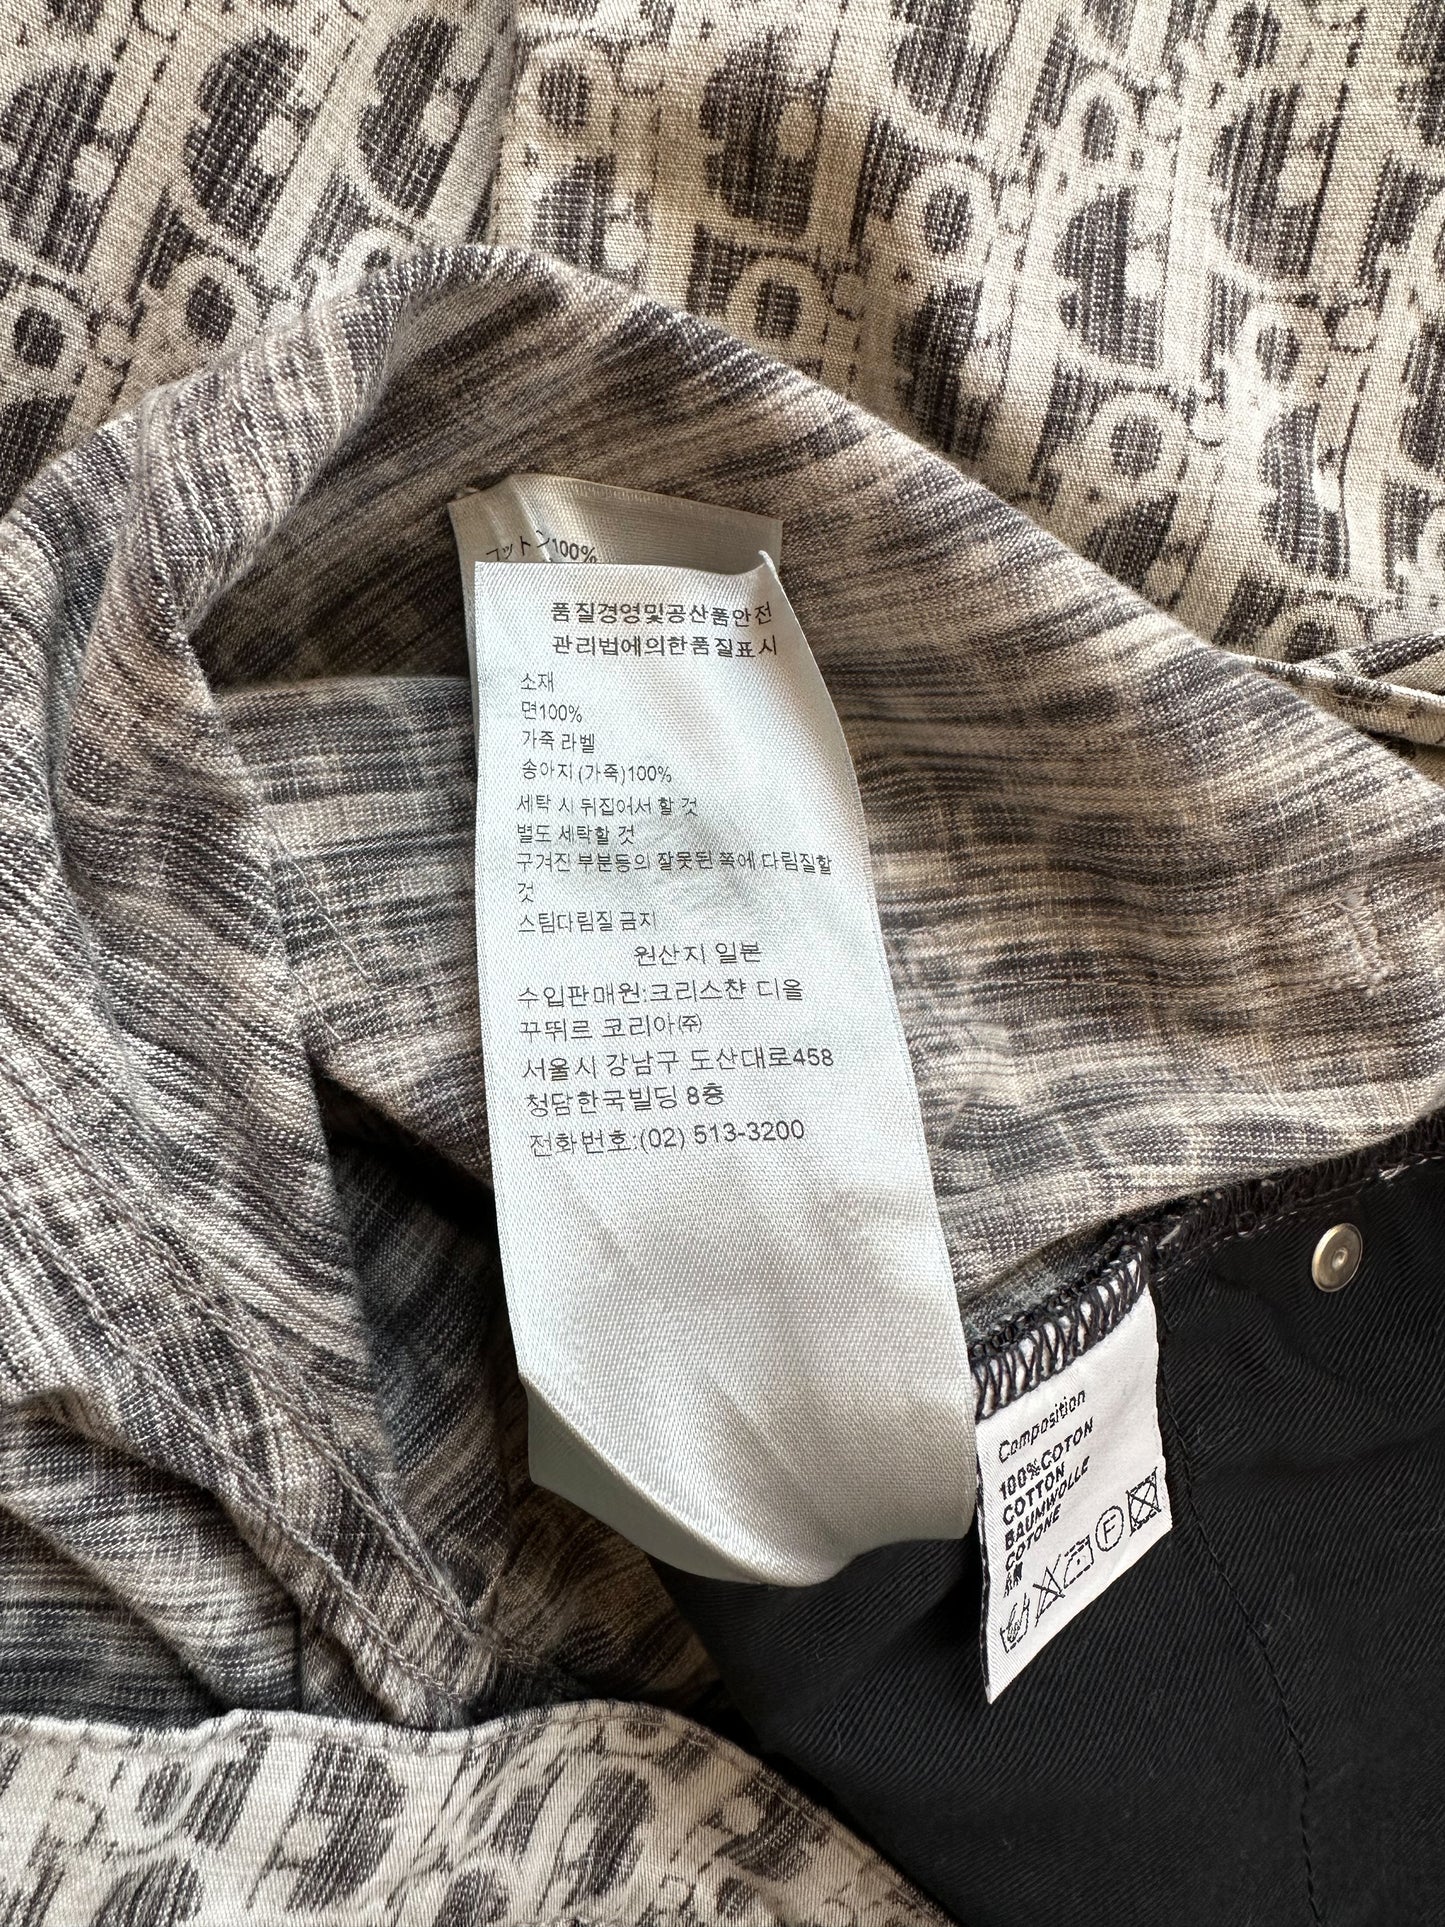 コットン100%
품질경영및공산품안전
관리법에의한품질표시
소재
면100%
가죽 라벨
송아지(가죽)100%
세탁 시 뒤집어서 할 것
별도 세탁할 것
구겨진 부분등의 잘못된 쪽에 다림질할
것
스팀다림질 금지
원산지 일본
수입판매원:크리스챤 디올
꾸뛰르 코리아㈜
서울시 강남구 도산대로458
청담한국빌딩 8층
전화번호:(02) 513-3200
Composition
100%COTON
COTTON
BAUMWOLLE
COTONE
綿
F